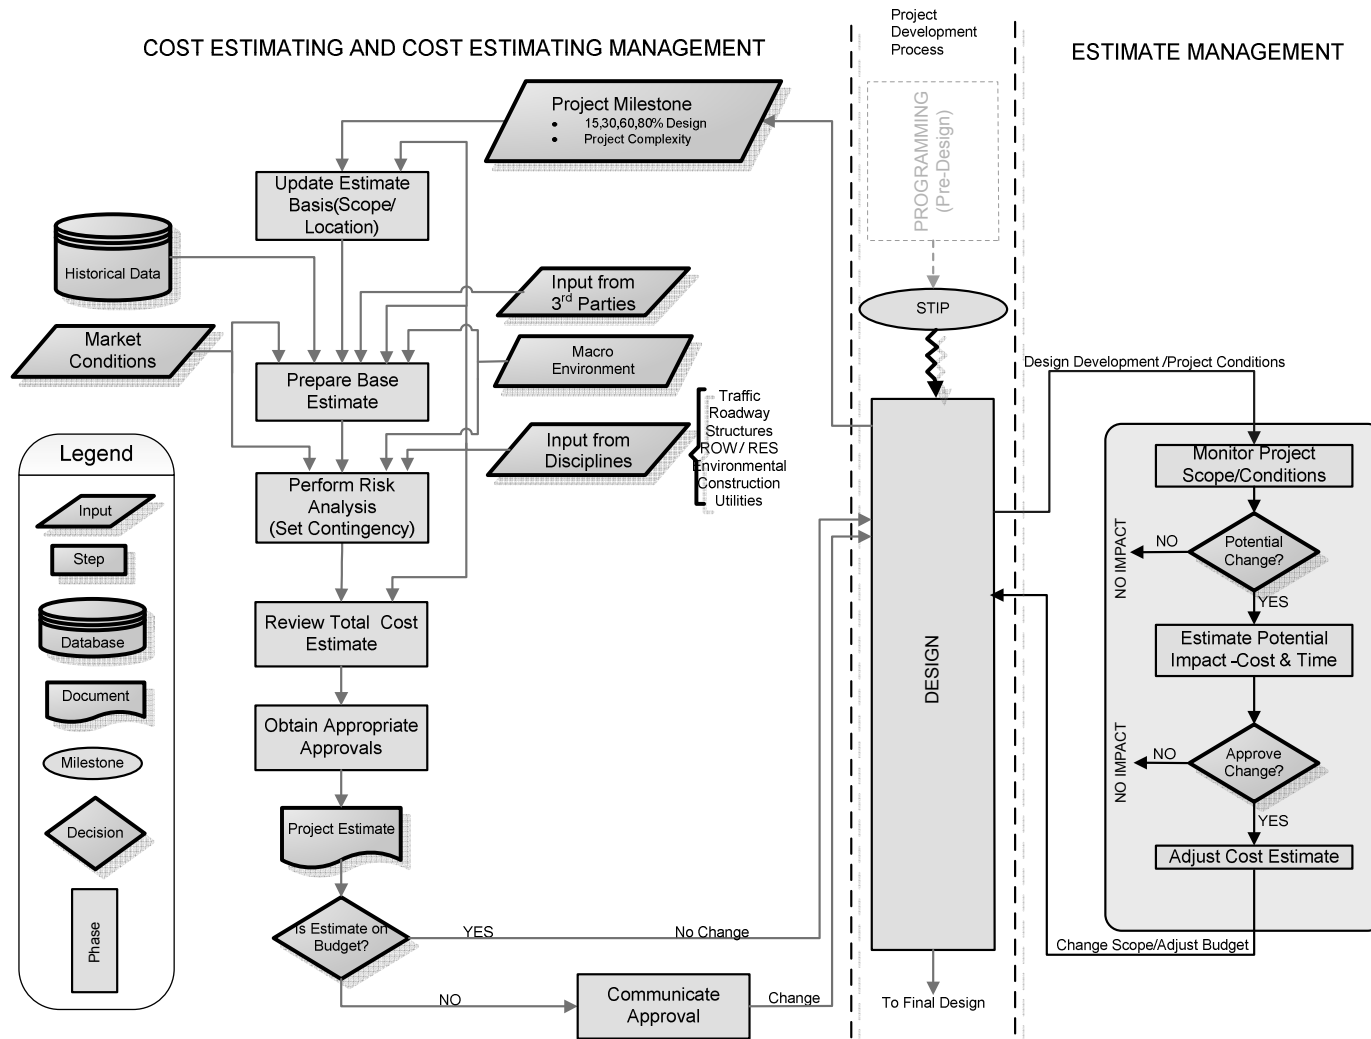 COST ESTIMATING AND COST ESTIMATING MANAGEMENT
Project
Development
Process
ESTIMATE MANAGEMENT
Project Milestone
• 15,30,60,80% Design
• Project Complexity
PROGRAMMING
(Pre-Design)
Update Estimate
Basis(Scope/
Location)
Historical Data
Input from
3rd Parties
STIP
Market
Conditions
Macro
Environment
Prepare Base
Estimate
Design Development /Project Conditions
Traffic
Roadway
Structures
ROW / RES
Environmental
Construction
Utilities
Input from
Disciplines
Perform Risk
Analysis
(Set Contingency)
Monitor Project
Scope/Conditions
Legend
Input
Step
Database
Document
Milestone
Decision
Phase
NO IMPACT
NO
Potential
Change?
YES
Review Total Cost
Estimate
Estimate Potential
Impact -Cost & Time
DESIGN
Obtain Appropriate
Approvals
NO IMPACT
NO
Approve
Change?
YES
Project Estimate
Adjust Cost Estimate
Is Estimate on
Budget?
YES
No Change
Change Scope/Adjust Budget
NO
Communicate
Approval
Change
To Final Design